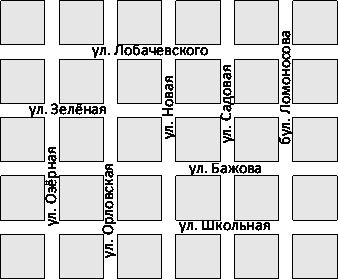 ул. Лобачевского
бул. Ломоносова
ул. Новая
ул. Садовая
ул. Зелёная
ул. Озёрная
ул. Орловская
ул. Бажова
ул. Школьная